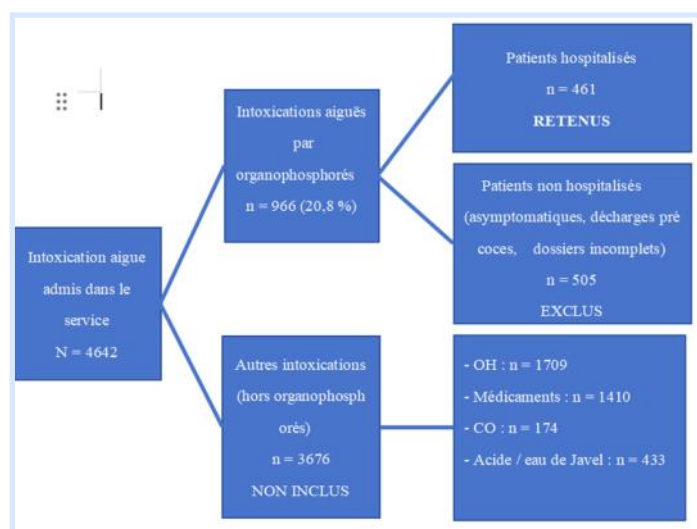 Intoxication aigue
admis dans le
service
N = 4642
Intoxications aiguës
par
organophosphorés
n = 966 (20,8 %)
Autres intoxications
(hors organophosph
orès)
n = 3676
NON INCLUS
Patients hospitalisés
n = 461
RETENUS
Patients non hospitalisés
(asymptomatiques, décharges pré
coces, dossiers incomplets)
n = 505
EXCLUS
- OH : n = 1709
- Médicaments : n = 1410
- CO : n = 174
- Acide / eau de Javel : n = 433